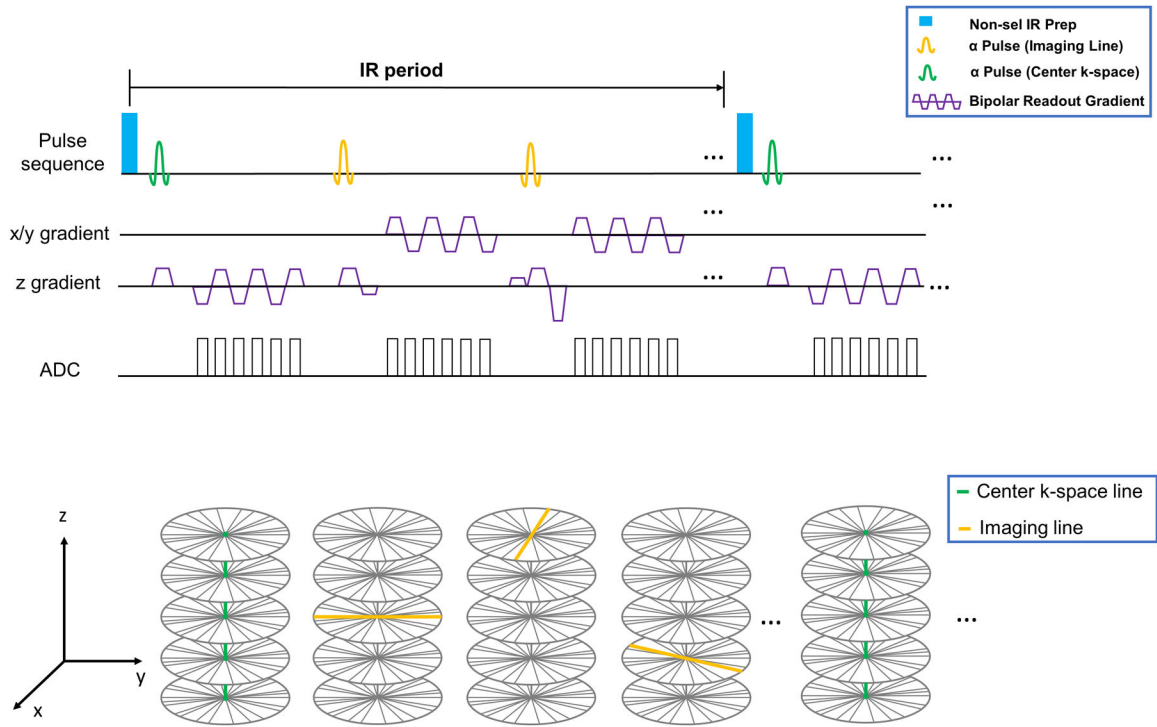 Non-sel IR Prep
α Pulse (Imaging Line)
α Pulse (Center k-space)
Bipolar Readout Gradient
IR period
Pulse
sequence
...
...
x/y gradient
...
...
z gradient
...
...
ADC
Center k-space line
Imaging line
z
y
x
...
...